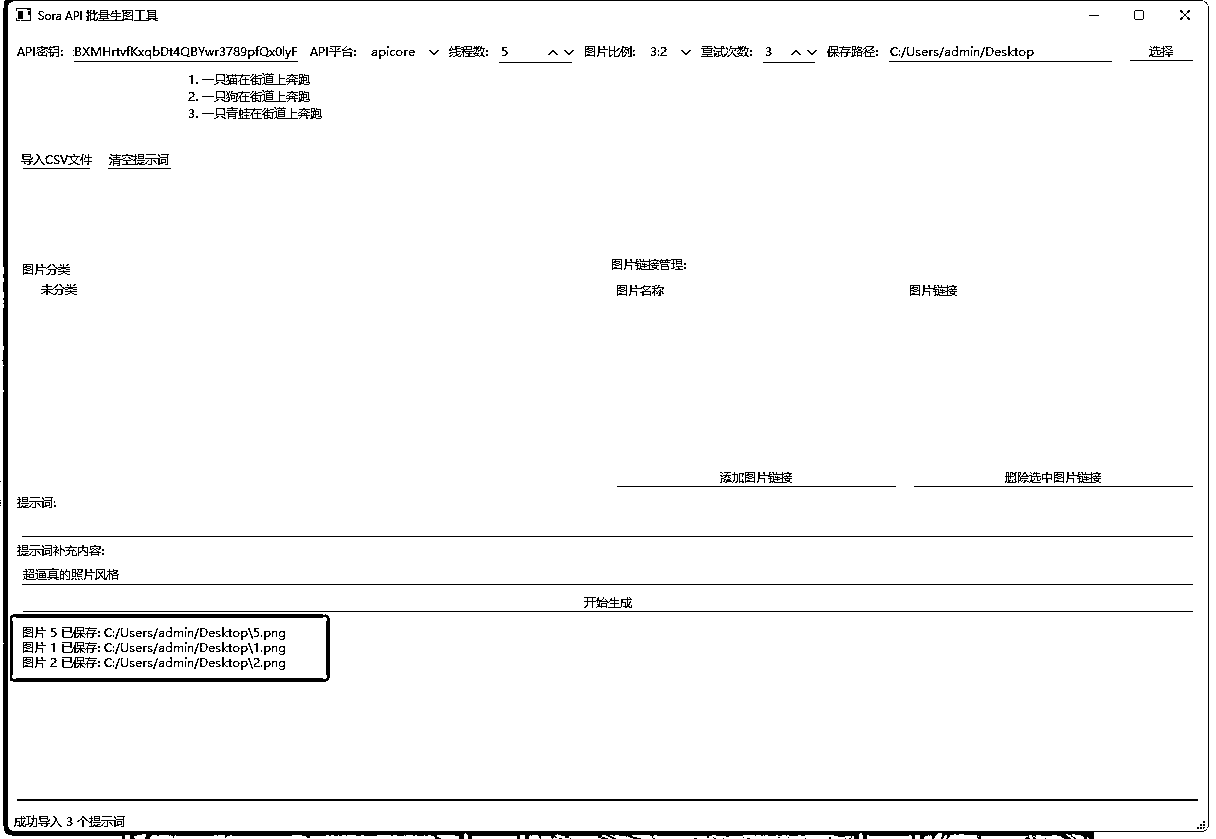 Sora API 批量生图工具
API密钥: BXMHrtvfKxqbDt4QBYwr3789pfQx0lyF API平台: apicore 线程数: 5 图片比例: 3:2 重试次数: 3 保存路径: C:/Users/admin/Desktop 选择
1. 一只猫在街道上奔跑
2. 一只狗在街道上奔跑
3. 一只青蛙在街道上奔跑
导入CSV文件 清空提示词
图片分类 图片链接管理:
未分类 图片名称 图片链接
添加图片链接 删除选中图片链接
提示词:
提示词补充内容:
超逼真的照片风格
开始生成
图片 5 已保存: C:/Users/admin/Desktop\5.png
图片 1 已保存: C:/Users/admin/Desktop\1.png
图片 2 已保存: C:/Users/admin/Desktop\2.png
成功导入 3 个提示词